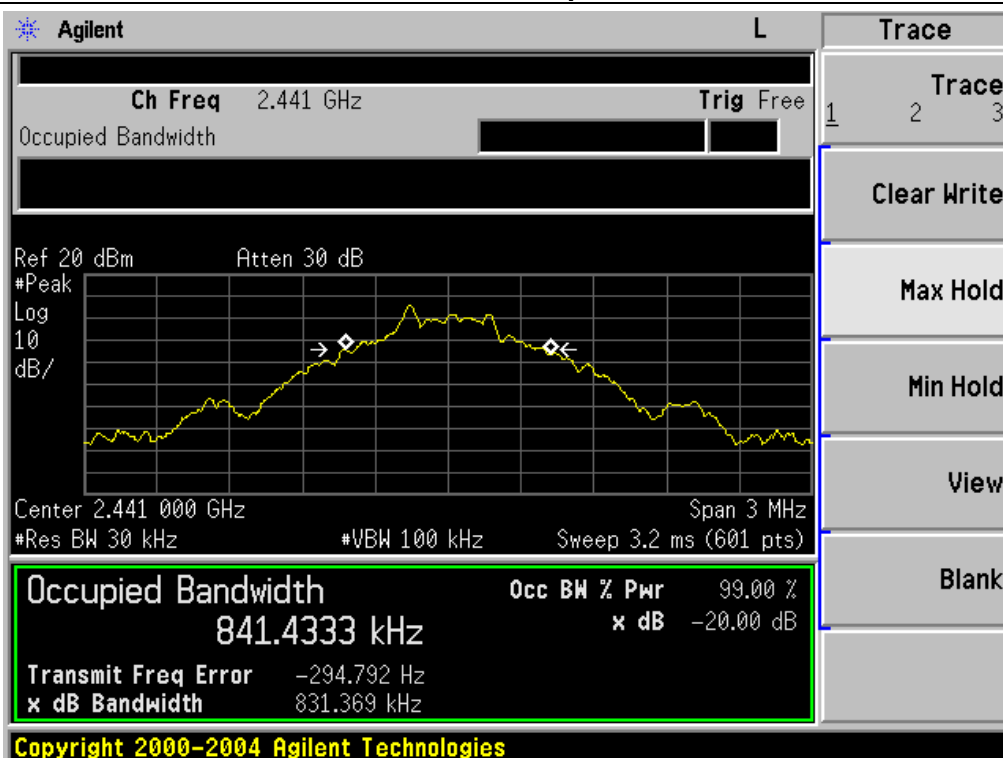 Agilent L Trace
Ch Freq 2.441 GHz Trig Free
Occupied Bandwidth
Trace
1 2 3
Clear Write
Max Hold
Min Hold
View
Blank
Ref 20 dBm Atten 30 dB
#Peak
Log
10
dB/
Center 2.441 000 GHz Span 3 MHz
#Res BW 30 kHz #VBW 100 kHz Sweep 3.2 ms (601 pts)
Occupied Bandwidth Occ BW % Pwr 99.00 %
841.4333 kHz x dB -20.00 dB
Transmit Freq Error -294.792 Hz
x dB Bandwidth 831.369 kHz
Copyright 2000-2004 Agilent Technologies